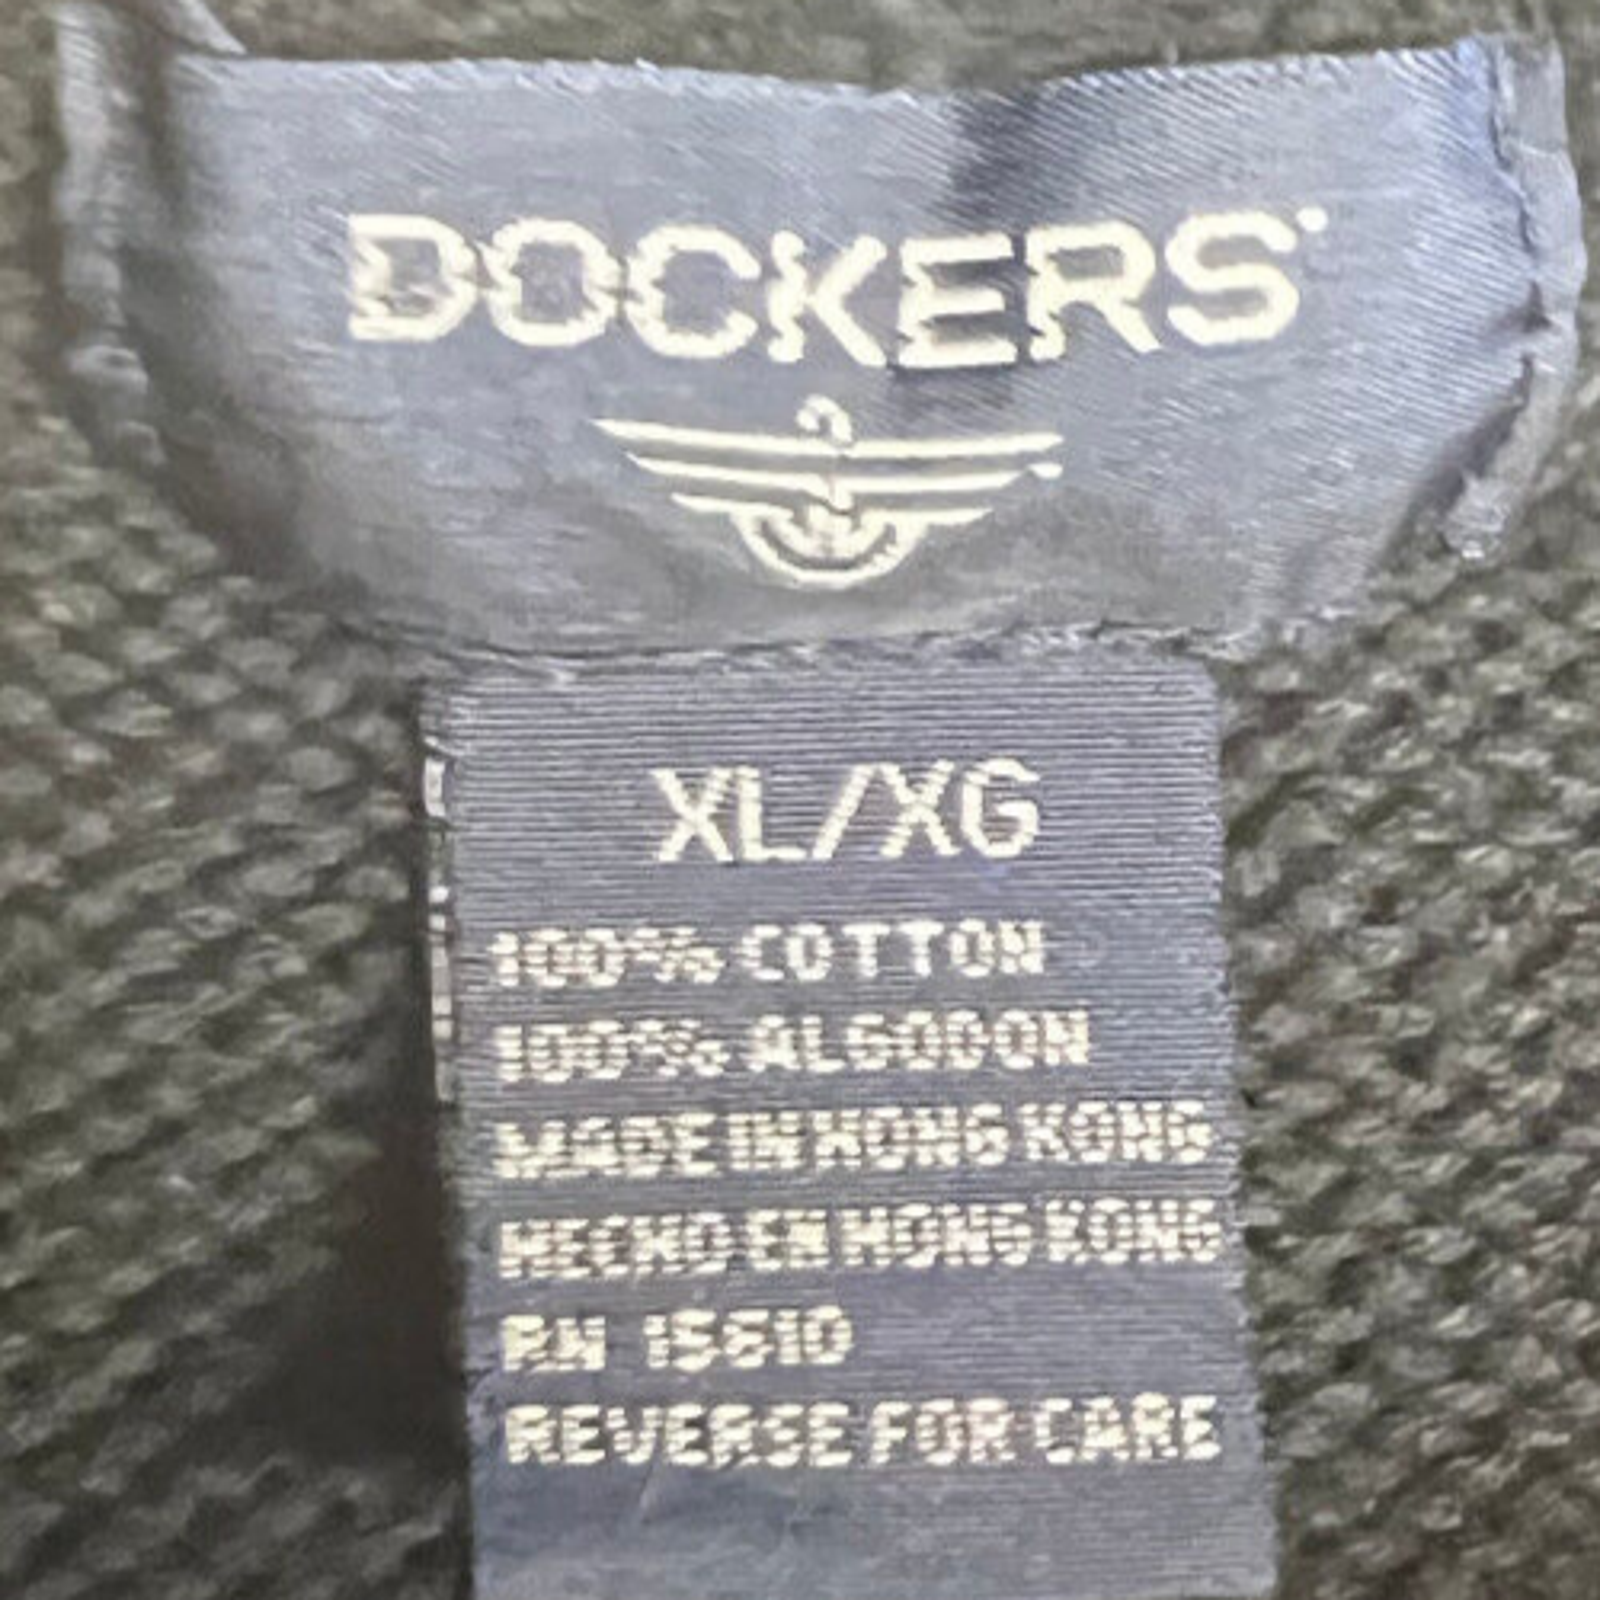 DOCKERS
XL/XG
100% COTTON
100% ALGODON
MADE IN HONG KONG
HECHO EN HONG KONG
RN 15610
REVERSE FOR CARE